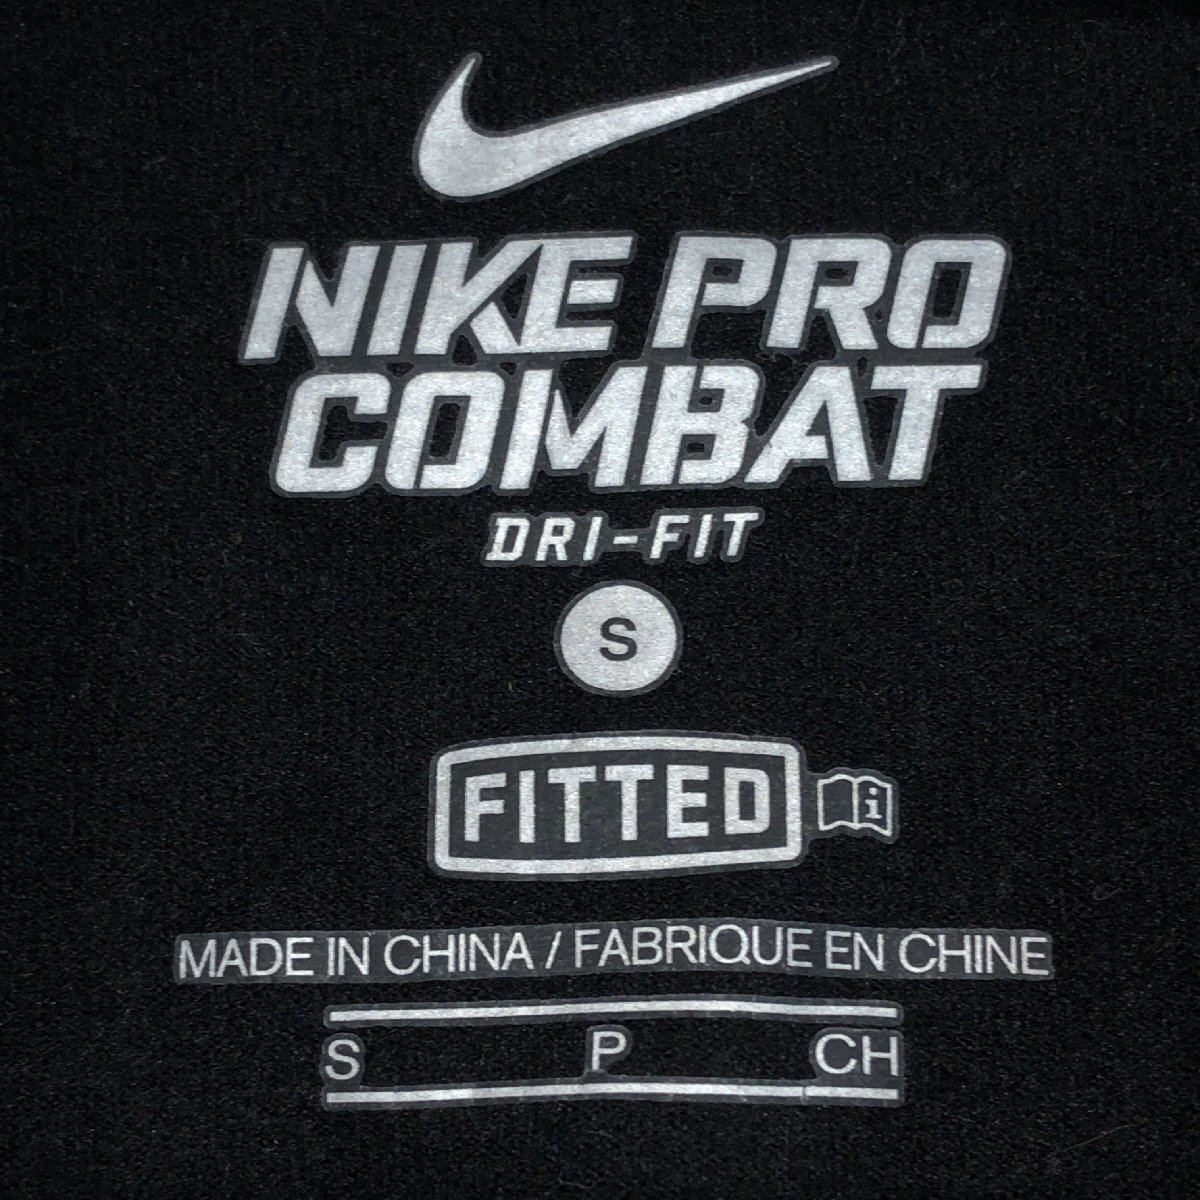 NIKE PRO
COMBAT
DRI-FIT
S
FITTED
MADE IN CHINA / FABRIQUE EN CHINE
S P CH